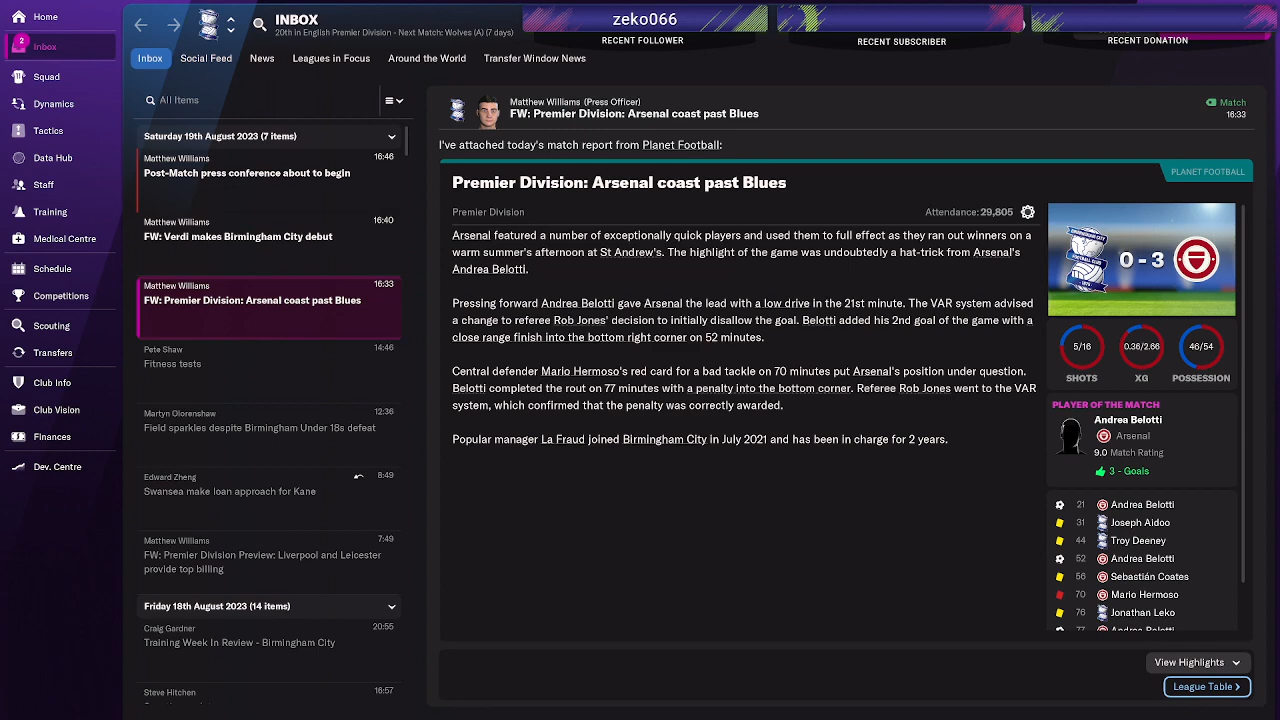 Home
2
Inbox
Squad
Dynamics
Tactics
Data Hub
Staff
Training
Medical Centre
Schedule
Competitions
Scouting
Transfers
Club Info
Club Vision
Finances
Dev. Centre
INBOX
20th in English Premier Division - Next Match: Wolves (A) (7 days)
zeko066
RECENT FOLLOWER
RECENT SUBSCRIBER
RECENT DONATION
Inbox
Social Feed
News
Leagues in Focus
Around the World
Transfer Window News
All Items
Saturday 19th August 2023 (7 items)
Matthew Williams 16:46
Post-Match press conference about to begin
Matthew Williams 16:40
FW: Verdi makes Birmingham City debut
Matthew Williams 16:33
FW: Premier Division: Arsenal coast past Blues
Pete Shaw 14:46
Fitness tests
Martyn Olorenshaw 12:36
Field sparkles despite Birmingham Under 18s defeat
Edward Zheng 8:49
Swansea make loan approach for Kane
Matthew Williams 7:49
FW: Premier Division Preview: Liverpool and Leicester
provide top billing
Friday 18th August 2023 (14 items)
Craig Gardner 20:55
Training Week In Review - Birmingham City
Steve Hitchen 16:57
Matthew Williams (Press Officer)
FW: Premier Division: Arsenal coast past Blues
Match
16:33
I've attached today's match report from Planet Football:
PLANET FOOTBALL
Premier Division: Arsenal coast past Blues
Premier Division
Attendance: 29,805
Arsenal featured a number of exceptionally quick players and used them to full effect as they ran out winners on a
warm summer's afternoon at St Andrew's. The highlight of the game was undoubtedly a hat-trick from Arsenal's
Andrea Belotti.
Pressing forward Andrea Belotti gave Arsenal the lead with a low drive in the 21st minute. The VAR system advised
a change to referee Rob Jones' decision to initially disallow the goal. Belotti added his 2nd goal of the game with a
close range finish into the bottom right corner on 52 minutes.
Central defender Mario Hermoso's red card for a bad tackle on 70 minutes put Arsenal's position under question.
Belotti completed the rout on 77 minutes with a penalty into the bottom corner. Referee Rob Jones went to the VAR
system, which confirmed that the penalty was correctly awarded.
Popular manager La Fraud joined Birmingham City in July 2021 and has been in charge for 2 years.
0 - 3
5/16
0.36/2.66
46/54
SHOTS
XG
POSSESSION
PLAYER OF THE MATCH
Andrea Belotti
Arsenal
9.0 Match Rating
3 - Goals
21 Andrea Belotti
31 Joseph Aidoo
44 Troy Deeney
52 Andrea Belotti
56 Sebastián Coates
70 Mario Hermoso
76 Jonathan Leko
77 Andrea Belotti
View Highlights
League Table